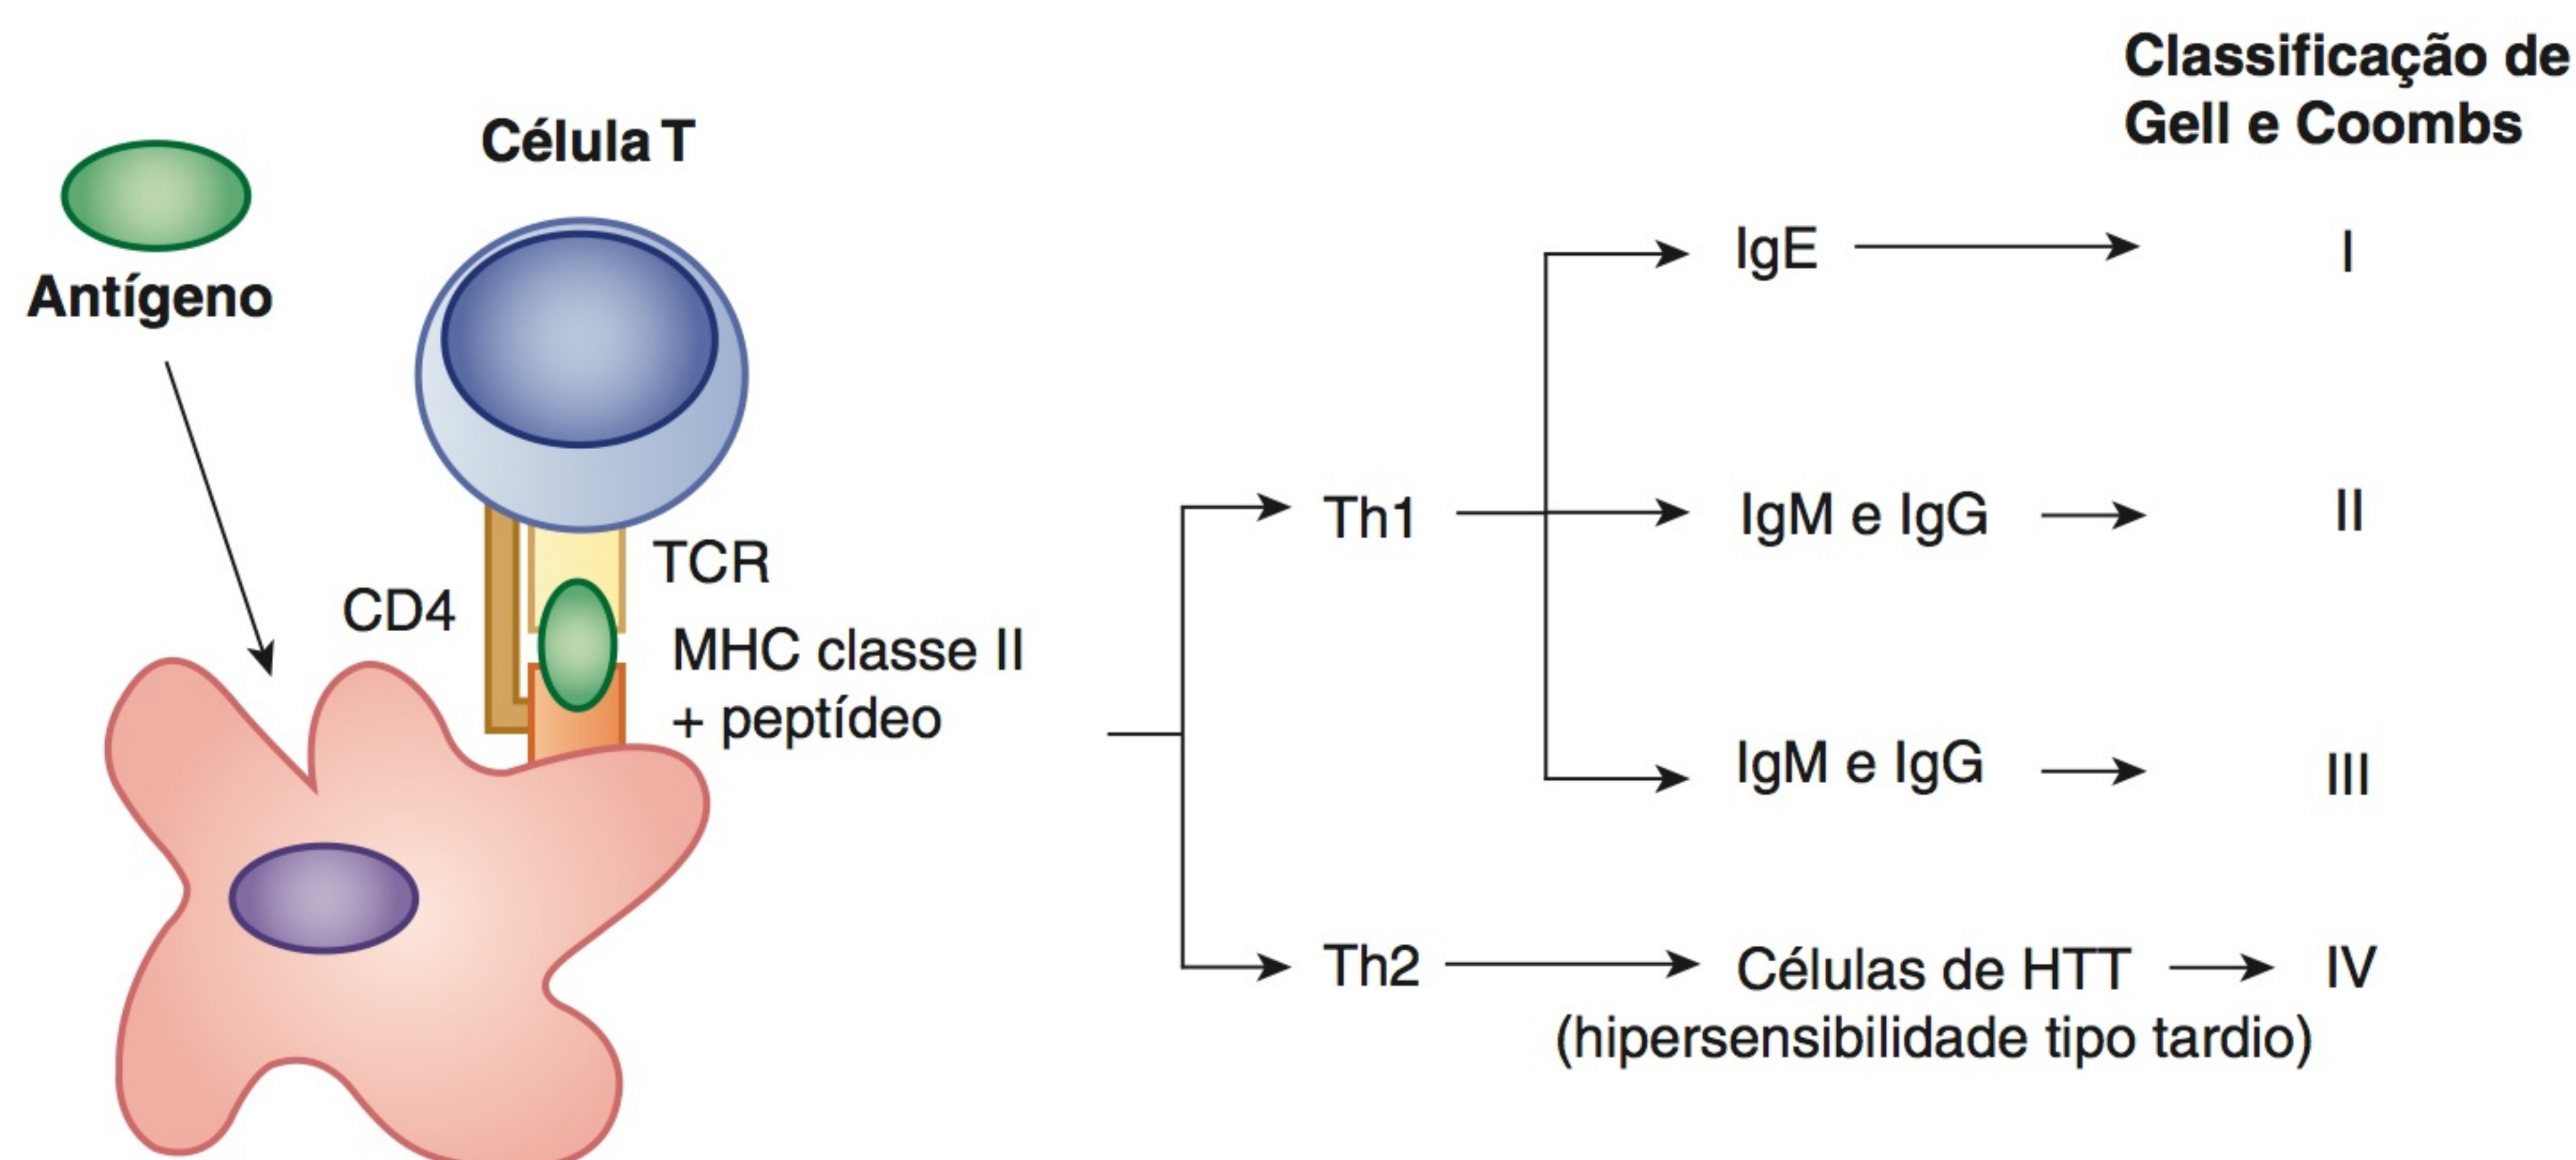 Classificação de
Gell e Coombs
Célula T
Antígeno
CD4
TCR
MHC classe II
+ peptídeo
Th1
IgE
I
IgM e IgG
II
IgM e IgG
III
Th2
Células de HTT
(hipersensibilidade tipo tardio)
IV